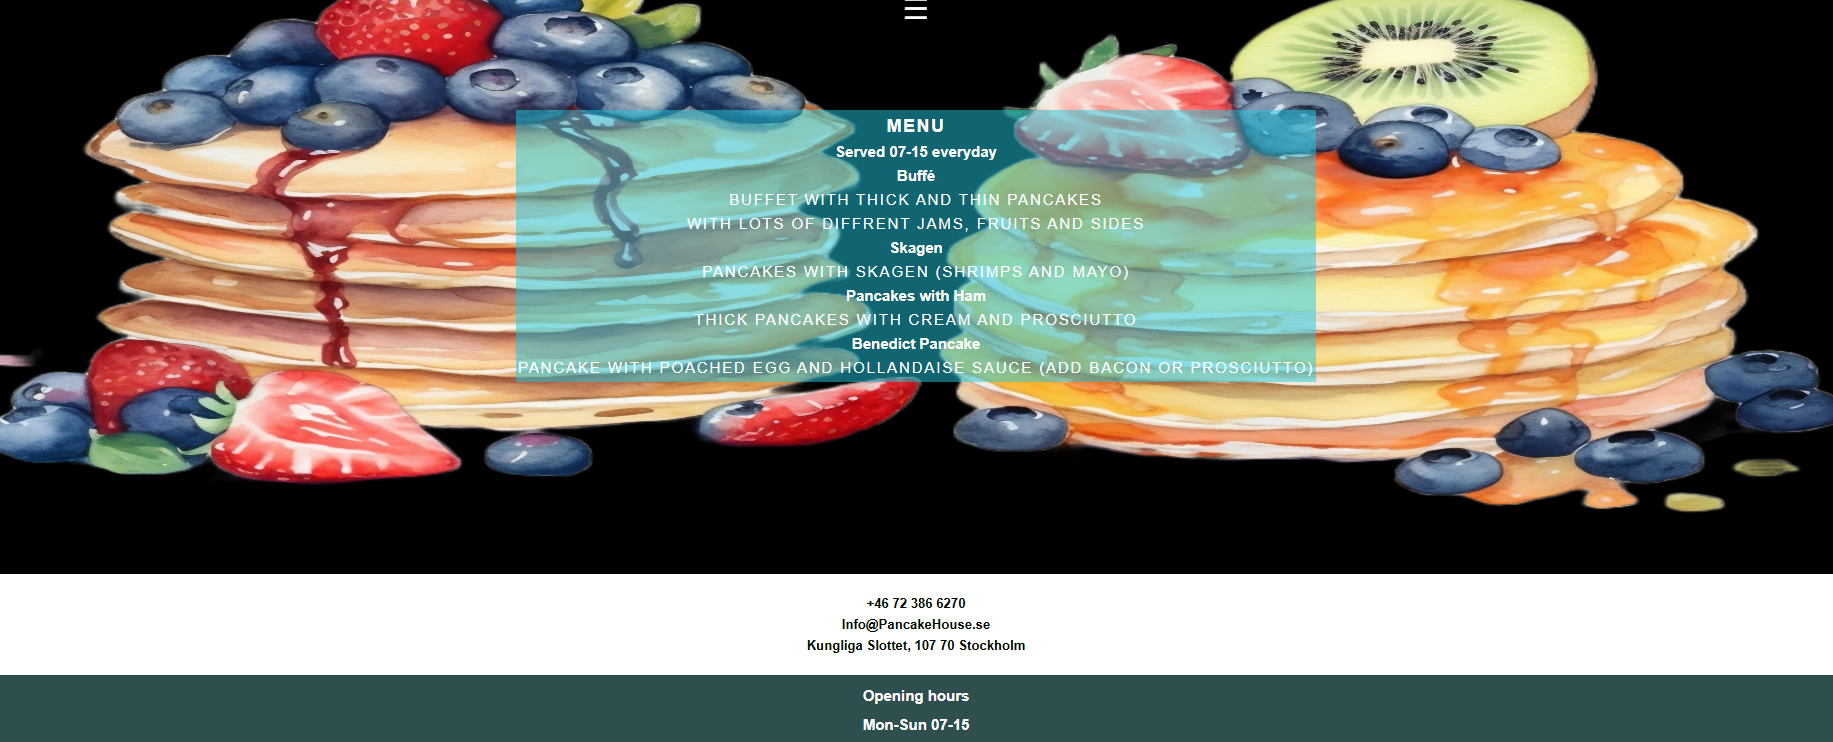 MENU
Served 07-15 everyday
Buffé
BUFFET WITH THICK AND THIN PANCAKES
WITH LOTS OF DIFFRENT JAMS, FRUITS AND SIDES
Skagen
PANCAKES WITH SKAGEN (SHRIMPS AND MAYO)
Pancakes with Ham
THICK PANCAKES WITH CREAM AND PROSCIUTTO
Benedict Pancake
PANCAKE WITH POACHED EGG AND HOLLANDAISE SAUCE (ADD BACON OR PROSCIUTTO)
+46 72 386 6270
Info@PancakeHouse.se
Kungliga Slottet, 107 70 Stockholm
Opening hours
Mon-Sun 07-15